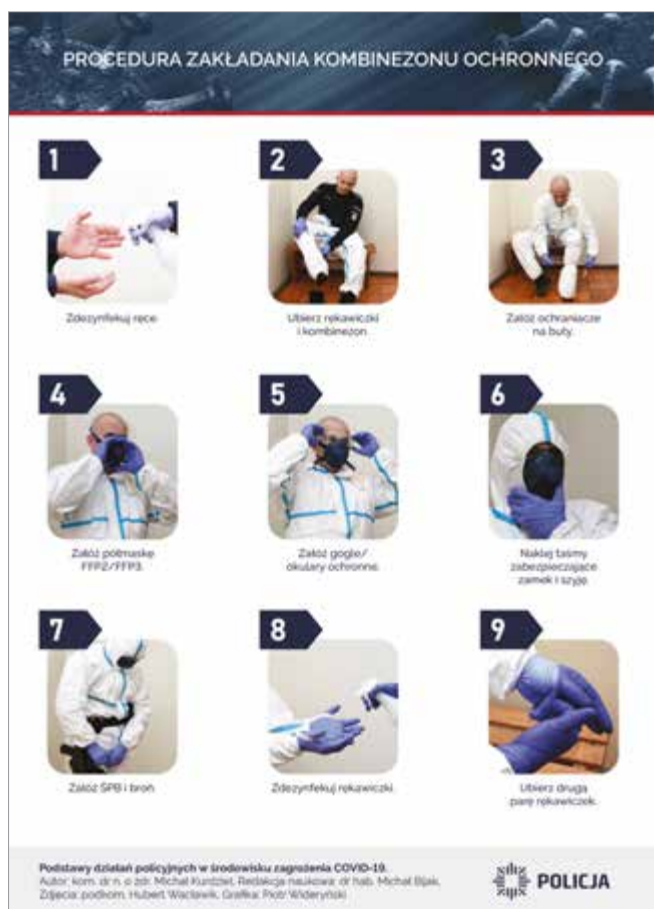 PROCEDURA ZAKŁADANIA KOMBINEZONU OCHRONNEGO
1
Zdezynfekuj ręce.
2
Ubierz rękawiczki
i kombinezon.
3
Załóż ochraniacze
na buty.
4
Załóż półmaskę
FFP2/FFP3.
5
Załóż gogle/
okulary ochronne.
6
Naklej taśmy
zabezpieczające
zamek i szyję.
7
Załóż ŚPB i broń.
8
Zdezynfekuj rękawiczki.
9
Ubierz drugą
parę rękawiczek.
Podstawy działań policyjnych w środowisku zagrożenia COVID-19.
Autor: kom. dr n. o zdr. Michał Kurdziel, Redakcja naukowa: dr hab. Michał Bijak,
Zdjęcia: podkom. Hubert Wacławik, Grafika: Piotr Wideryński
POLICJA